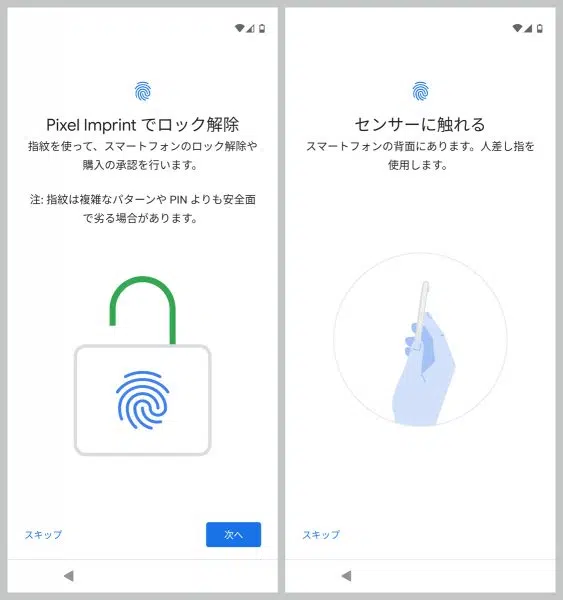 Pixel Imprint でロック解除
指紋を使って、スマートフォンのロック解除や
購入の承認を行います。
注: 指紋は複雑なパターンや PIN よりも安全面
で劣る場合があります。
スキップ
次へ
センサーに触れる
スマートフォンの背面にあります。人差し指を
使用します。
スキップ